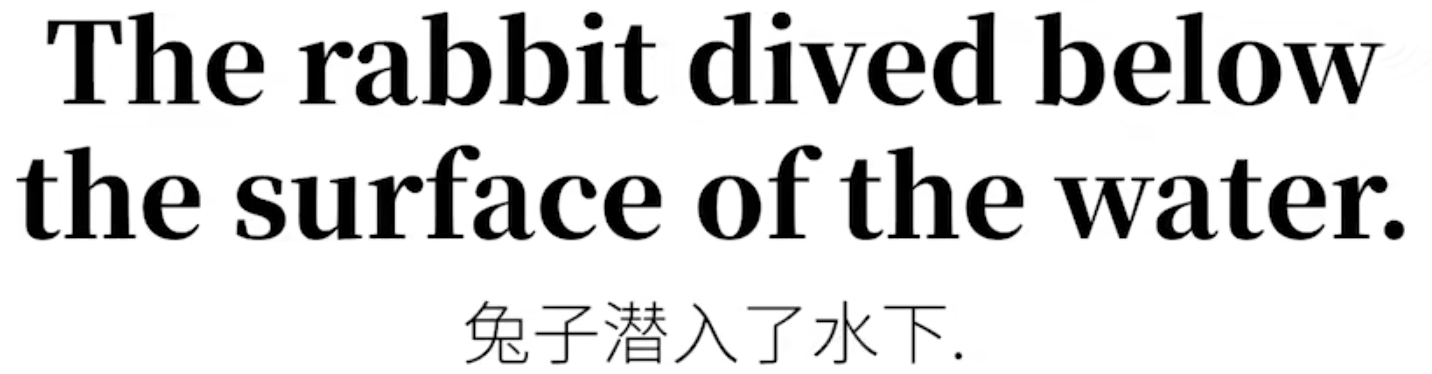 The rabbit dived below
the surface of the water.
兔子潜入了水下.